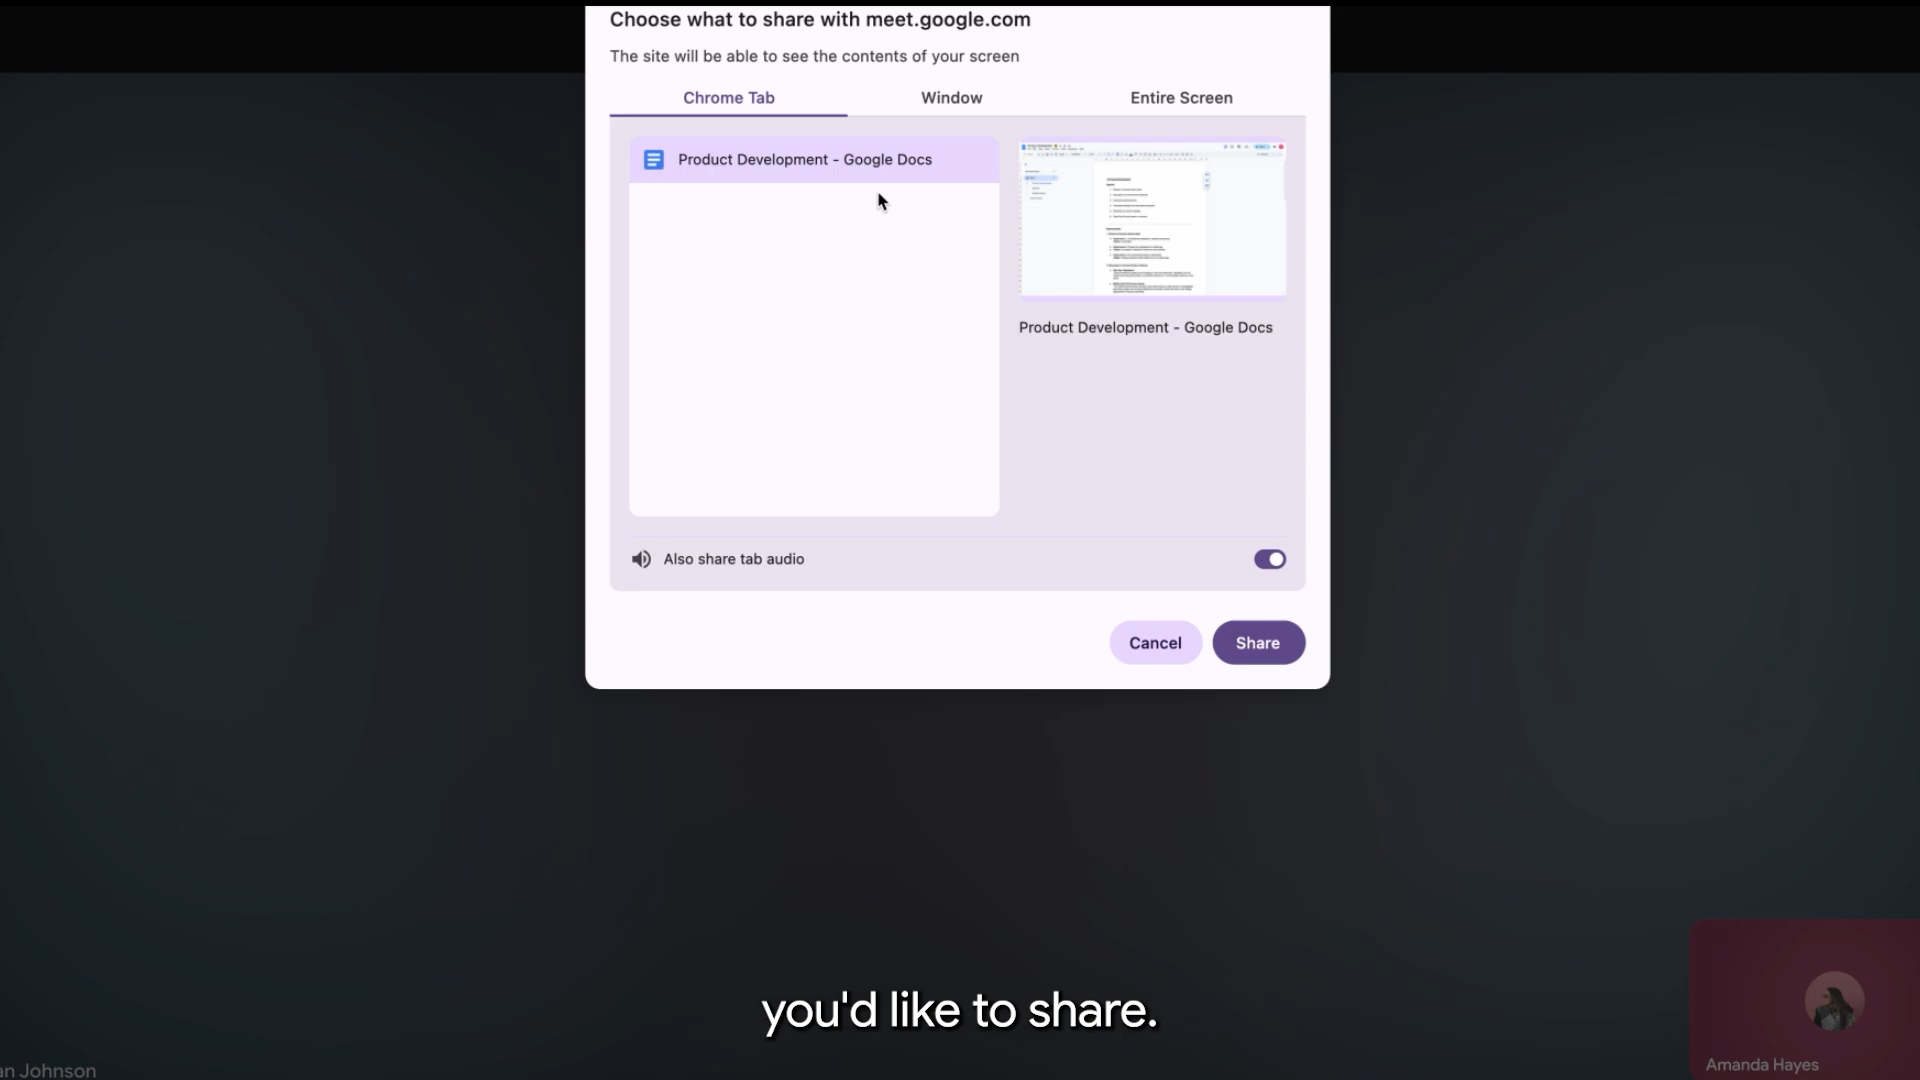 Choose what to share with meet.google.com
The site will be able to see the contents of your screen
Chrome Tab
Window
Entire Screen
Product Development - Google Docs
Product Development - Google Docs
Also share tab audio
Cancel
Share
you'd like to share.
an Johnson
Amanda Hayes